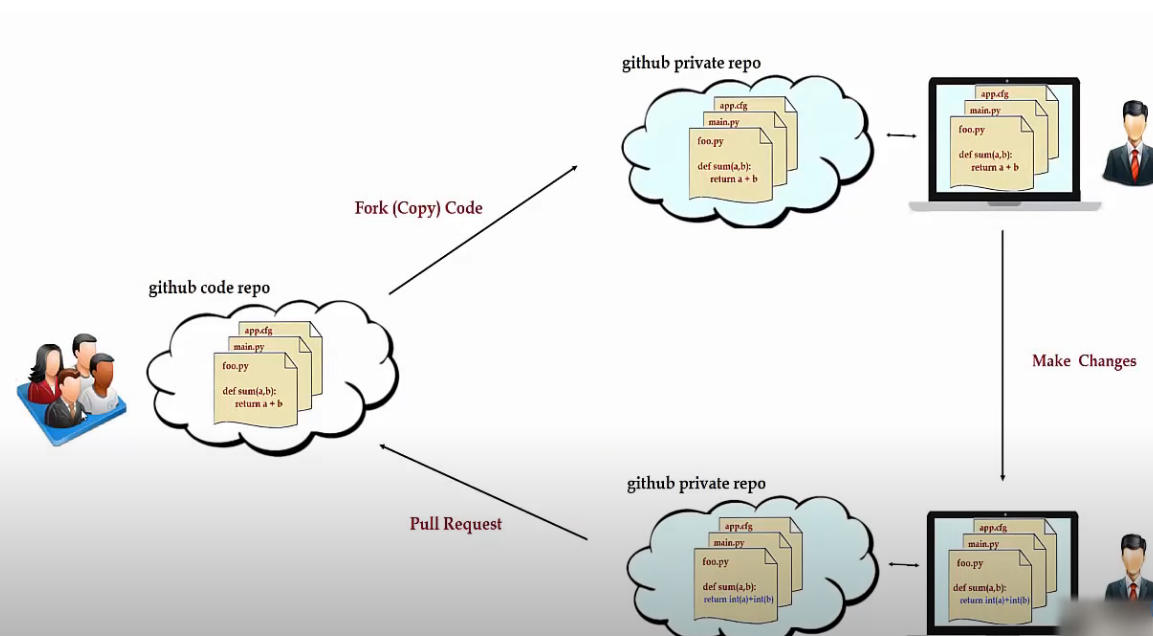 github private repo
app.cfg
main.py
foo.py
def sum(a,b):
return a + b
app.cfg
main.py
foo.py
def sum(a,b):
return a + b
Fork (Copy) Code
github code repo
app.cfg
main.py
foo.py
def sum(a,b):
return a + b
Make Changes
Pull Request
github private repo
app.cfg
main.py
foo.py
def sum(a,b):
return int(a)+int(b)
app.cfg
main.py
foo.py
def sum(a,b):
return int(a)+int(b)